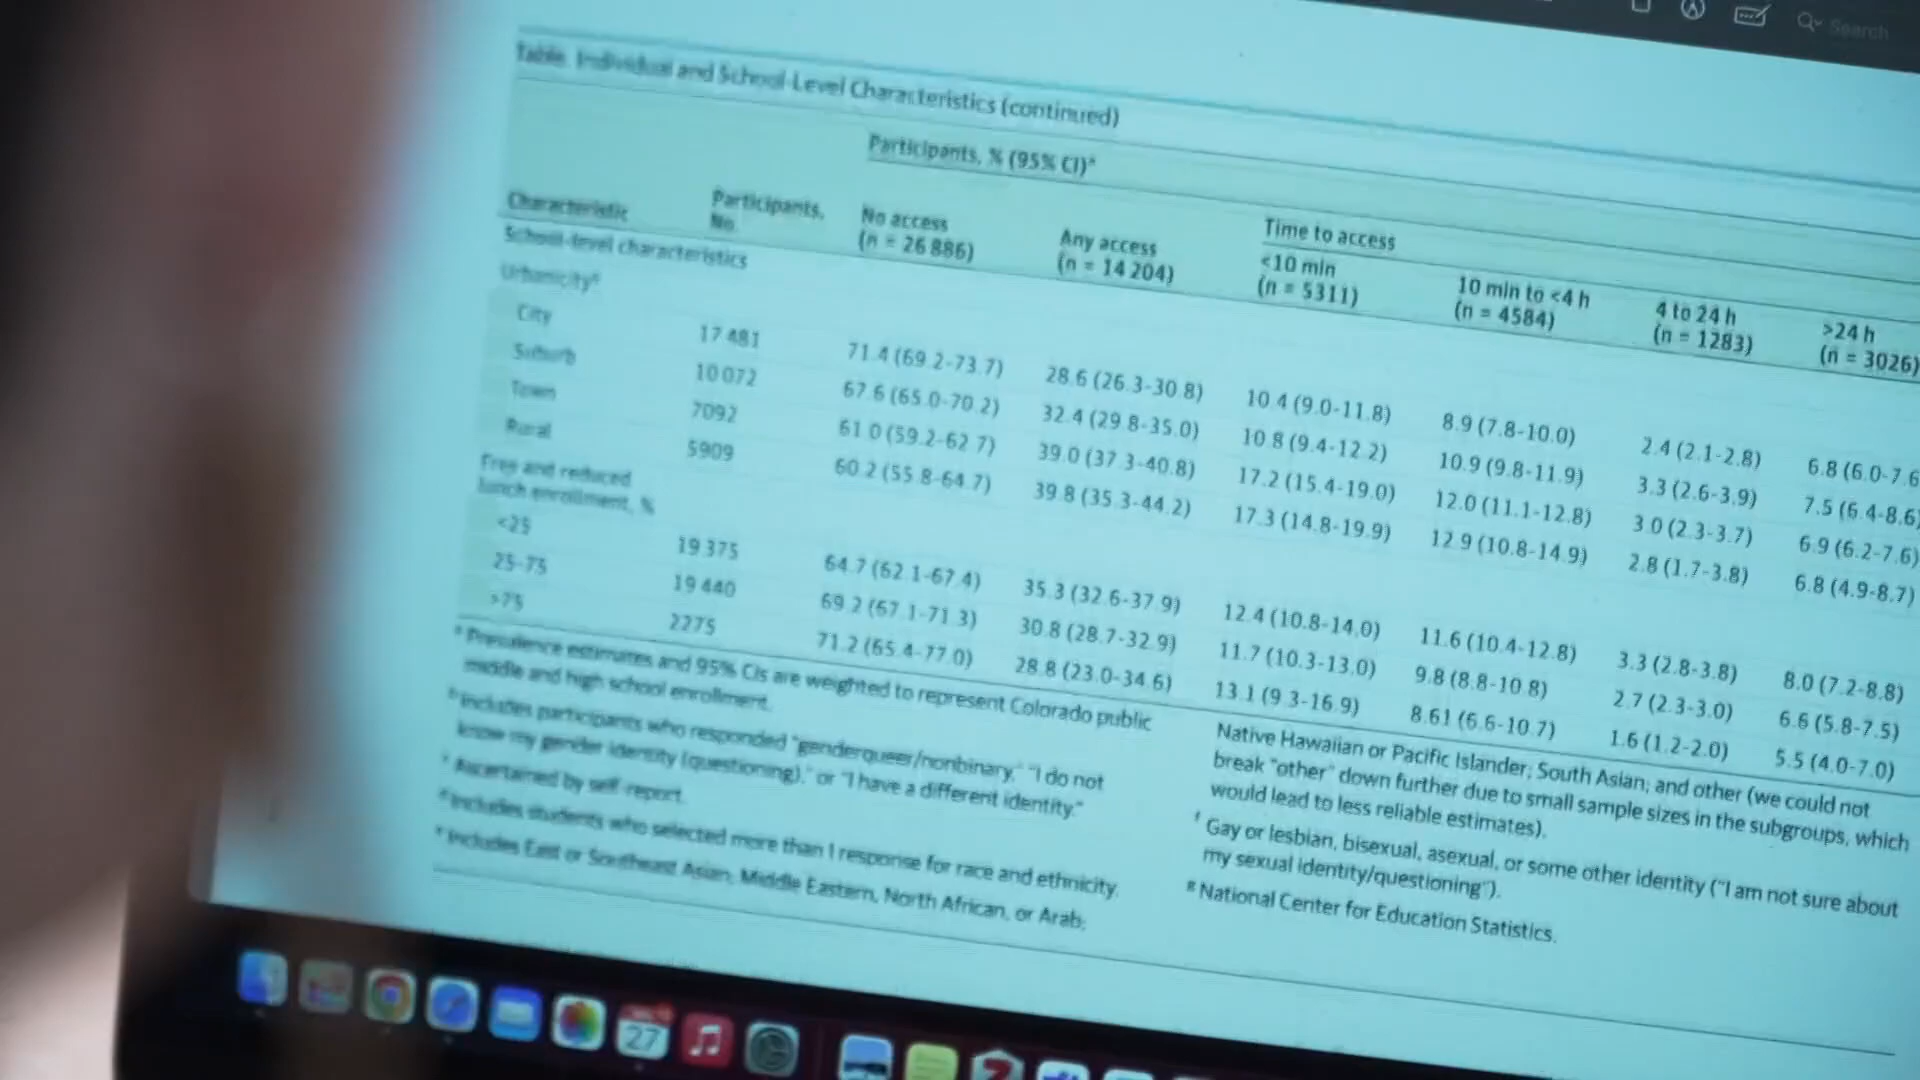 Search
Table. Individual and School-Level Characteristics (continued)
Participants, % (95% CI)ᵃ
Characteristic
Participants, No.
No access (n = 26 886)
Any access (n = 14 204)
Time to access
<10 min (n = 5311)
10 min to <4 h (n = 4584)
4 to 24 h (n = 1283)
>24 h (n = 3026)
School-level characteristics
Urbanicityᵍ
City 17 481 71.4 (69.2-73.7) 28.6 (26.3-30.8) 10.4 (9.0-11.8) 8.9 (7.8-10.0) 2.4 (2.1-2.8) 6.8 (6.0-7.6
Suburb 10 072 67.6 (65.0-70.2) 32.4 (29.8-35.0) 10.8 (9.4-12.2) 10.9 (9.8-11.9) 3.3 (2.6-3.9) 7.5 (6.4-8.6)
Town 7092 61.0 (59.2-62.7) 39.0 (37.3-40.8) 17.2 (15.4-19.0) 12.0 (11.1-12.8) 3.0 (2.3-3.7) 6.9 (6.2-7.6)
Rural 5909 60.2 (55.8-64.7) 39.8 (35.3-44.2) 17.3 (14.8-19.9) 12.9 (10.8-14.9) 2.8 (1.7-3.8) 6.8 (4.9-8.7)
Free and reduced
lunch enrollment, %
<25 19 375 64.7 (62.1-67.4) 35.3 (32.6-37.9) 12.4 (10.8-14.0) 11.6 (10.4-12.8) 3.3 (2.8-3.8) 8.0 (7.2-8.8)
25-75 19 440 69.2 (67.1-71.3) 30.8 (28.7-32.9) 11.7 (10.3-13.0) 9.8 (8.8-10.8) 2.7 (2.3-3.0) 6.6 (5.8-7.5)
>75 2275 71.2 (65.4-77.0) 28.8 (23.0-34.6) 13.1 (9.3-16.9) 8.61 (6.6-10.7) 1.6 (1.2-2.0) 5.5 (4.0-7.0)
ᵃ Prevalence estimates and 95% CIs are weighted to represent Colorado public
middle and high school enrollment.
ᵇ Includes participants who responded "genderqueer/nonbinary," "I do not
know my gender identity (questioning)," or "I have a different identity."
ᶜ Ascertained by self-report.
ᵈ Includes students who selected more than 1 response for race and ethnicity.
ᵉ Includes East or Southeast Asian, Middle Eastern, North African, or Arab;
Native Hawaiian or Pacific Islander; South Asian; and other (we could not
break "other" down further due to small sample sizes in the subgroups, which
would lead to less reliable estimates).
ᶠ Gay or lesbian, bisexual, asexual, or some other identity ("I am not sure about
my sexual identity/questioning").
ᵍ National Center for Education Statistics.
27